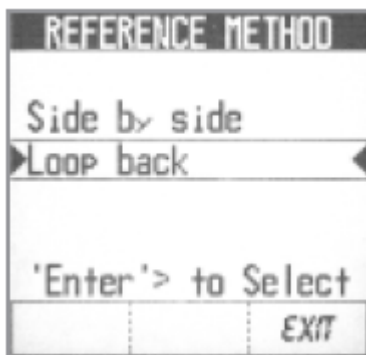 REFERENCE METHOD
Side by side
Loop back
'Enter'> to Select
EXIT